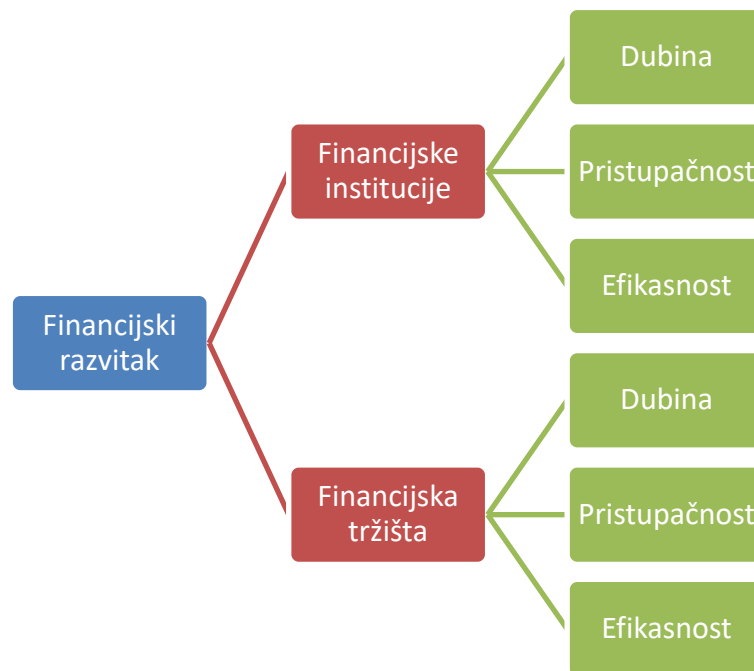 Financijski
razvitak
Financijske
institucije
Dubina
Pristupačnost
Efikasnost
Financijska
tržišta
Dubina
Pristupačnost
Efikasnost